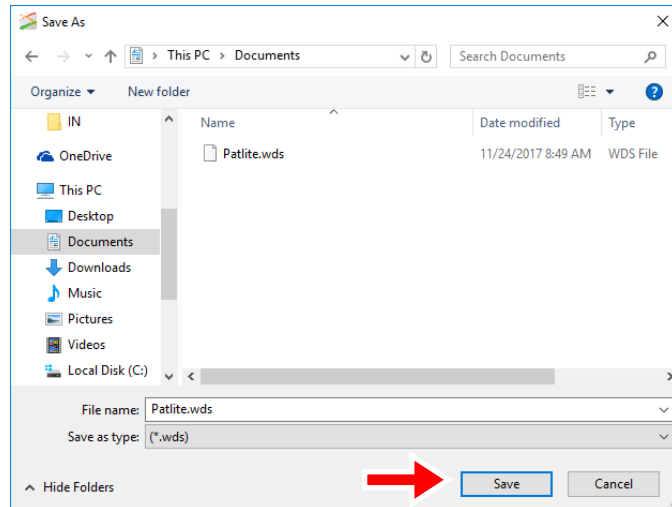 Save As
This PC › Documents
Search Documents
Organize
New folder
?
IN
OneDrive
This PC
Desktop
Documents
Downloads
Music
Pictures
Videos
Local Disk (C:)
Name
Date modified
Type
Patlite.wds
11/24/2017 8:49 AM
WDS File
File name: Patlite.wds
Save as type: (*.wds)
Hide Folders
Save
Cancel